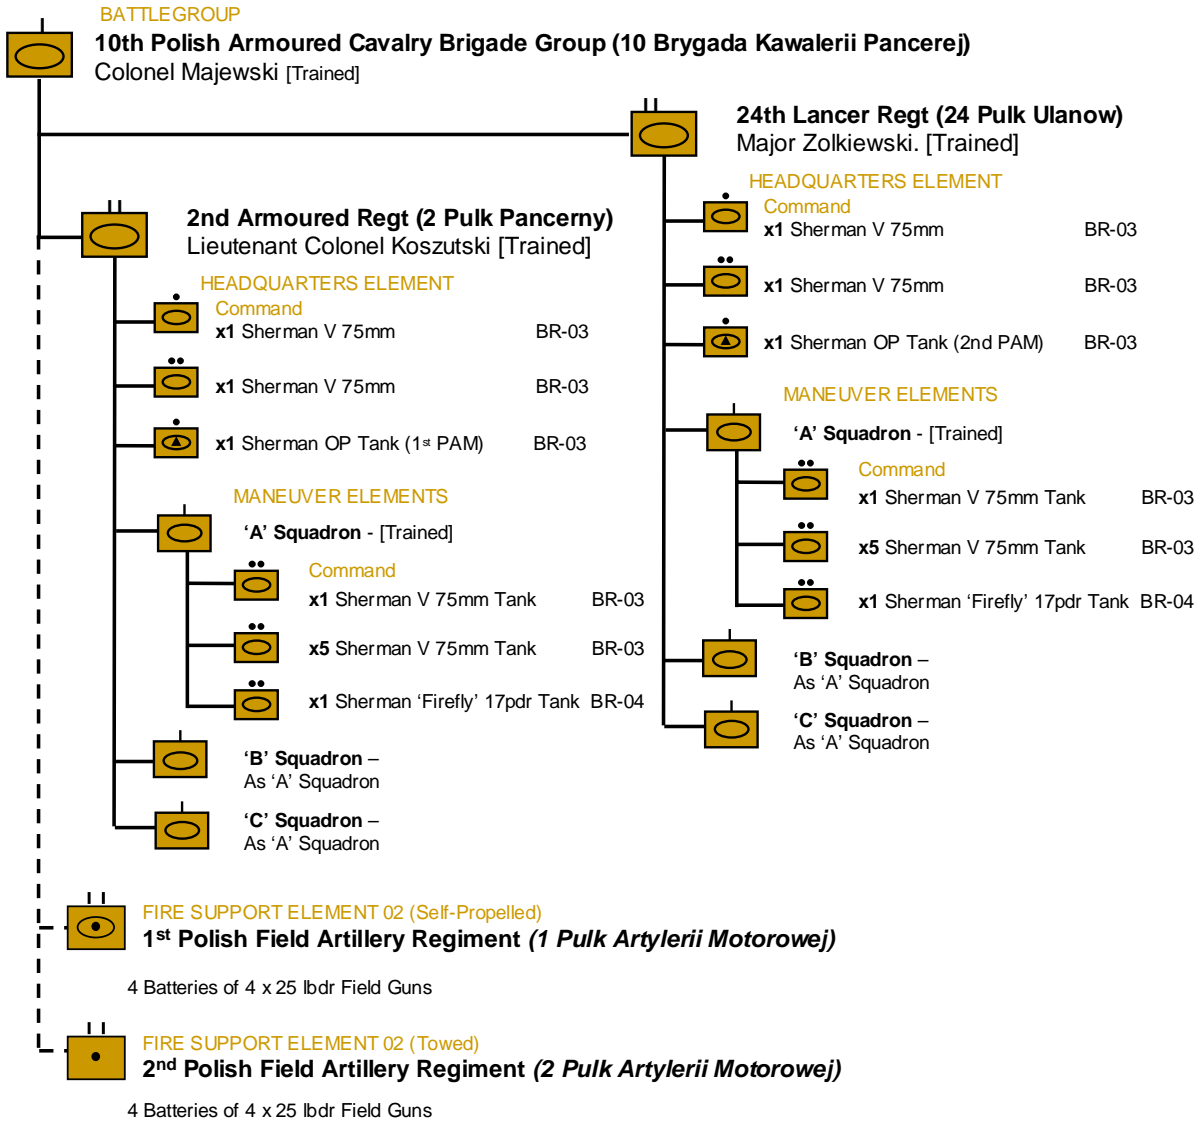 BATTLEGROUP
10th Polish Armoured Cavalry Brigade Group (10 Brygada Kawalerii Pancerej)
Colonel Majewski [Trained]
24th Lancer Regt (24 Pulk Ulanow)
Major Zolkiewski. [Trained]
HEADQUARTERS ELEMENT
Command
x1 Sherman V 75mm BR-03
x1 Sherman V 75mm BR-03
x1 Sherman OP Tank (2nd PAM) BR-03
MANEUVER ELEMENTS
‘A’ Squadron - [Trained]
Command
x1 Sherman V 75mm Tank BR-03
x5 Sherman V 75mm Tank BR-03
x1 Sherman ‘Firefly’ 17pdr Tank BR-04
‘B’ Squadron –
As ‘A’ Squadron
‘C’ Squadron –
As ‘A’ Squadron
2nd Armoured Regt (2 Pulk Pancerny)
Lieutenant Colonel Koszutski [Trained]
HEADQUARTERS ELEMENT
Command
x1 Sherman V 75mm BR-03
x1 Sherman V 75mm BR-03
x1 Sherman OP Tank (1st PAM) BR-03
MANEUVER ELEMENTS
‘A’ Squadron - [Trained]
Command
x1 Sherman V 75mm Tank BR-03
x5 Sherman V 75mm Tank BR-03
x1 Sherman ‘Firefly’ 17pdr Tank BR-04
‘B’ Squadron –
As ‘A’ Squadron
‘C’ Squadron –
As ‘A’ Squadron
FIRE SUPPORT ELEMENT 02 (Self-Propelled)
1st Polish Field Artillery Regiment (1 Pulk Artylerii Motorowej)
4 Batteries of 4 x 25 lbdr Field Guns
FIRE SUPPORT ELEMENT 02 (Towed)
2nd Polish Field Artillery Regiment (2 Pulk Artylerii Motorowej)
4 Batteries of 4 x 25 lbdr Field Guns